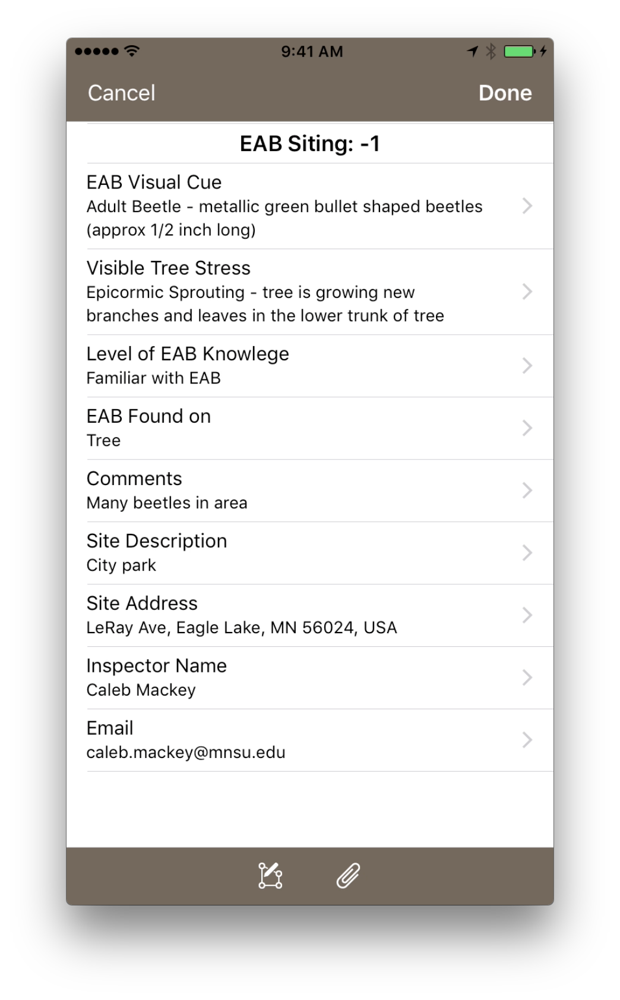 9:41 AM
Cancel
Done
EAB Siting: -1
EAB Visual Cue
Adult Beetle - metallic green bullet shaped beetles
(approx 1/2 inch long)
Visible Tree Stress
Epicormic Sprouting - tree is growing new
branches and leaves in the lower trunk of tree
Level of EAB Knowlege
Familiar with EAB
EAB Found on
Tree
Comments
Many beetles in area
Site Description
City park
Site Address
LeRay Ave, Eagle Lake, MN 56024, USA
Inspector Name
Caleb Mackey
Email
caleb.mackey@mnsu.edu